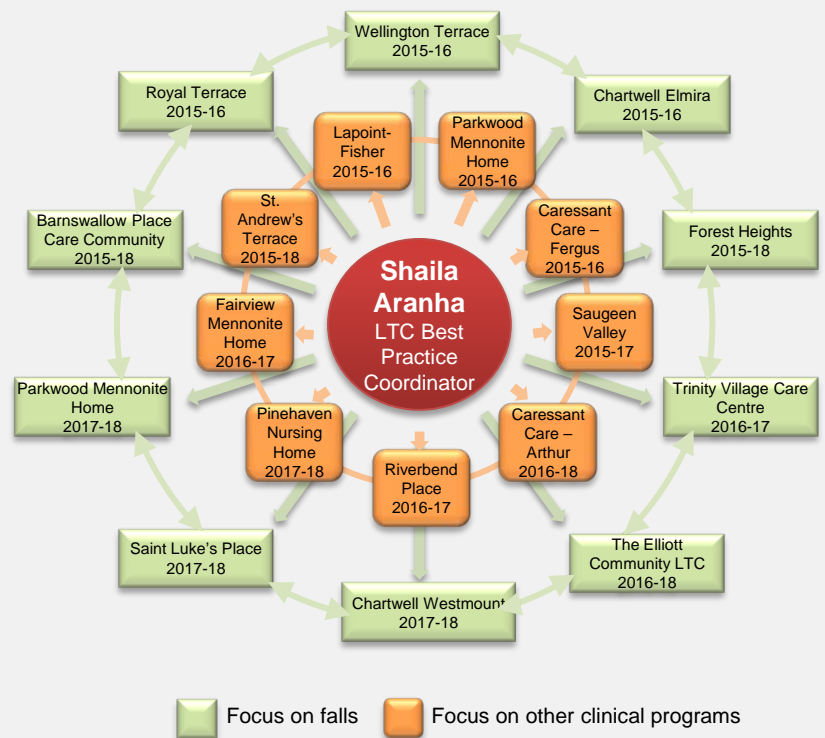 Wellington Terrace
2015-16
Royal Terrace
2015-16
Chartwell Elmira
2015-16
Lapoint-
Fisher
2015-16
Parkwood
Mennonite
Home
2015-16
St.
Andrew's
Terrace
2015-18
Caressant
Care –
Fergus
2015-16
Barnswallow Place
Care Community
2015-18
Forest Heights
2015-18
Shaila
Aranha
LTC Best
Practice
Coordinator
Fairview
Mennonite
Home
2016-17
Saugeen
Valley
2015-17
Parkwood Mennonite
Home
2017-18
Trinity Village Care
Centre
2016-17
Pinehaven
Nursing
Home
2017-18
Caressant
Care –
Arthur
2016-18
Riverbend
Place
2016-17
Saint Luke's Place
2017-18
The Elliott
Community LTC
2016-18
Chartwell Westmount
2017-18
Focus on falls
Focus on other clinical programs